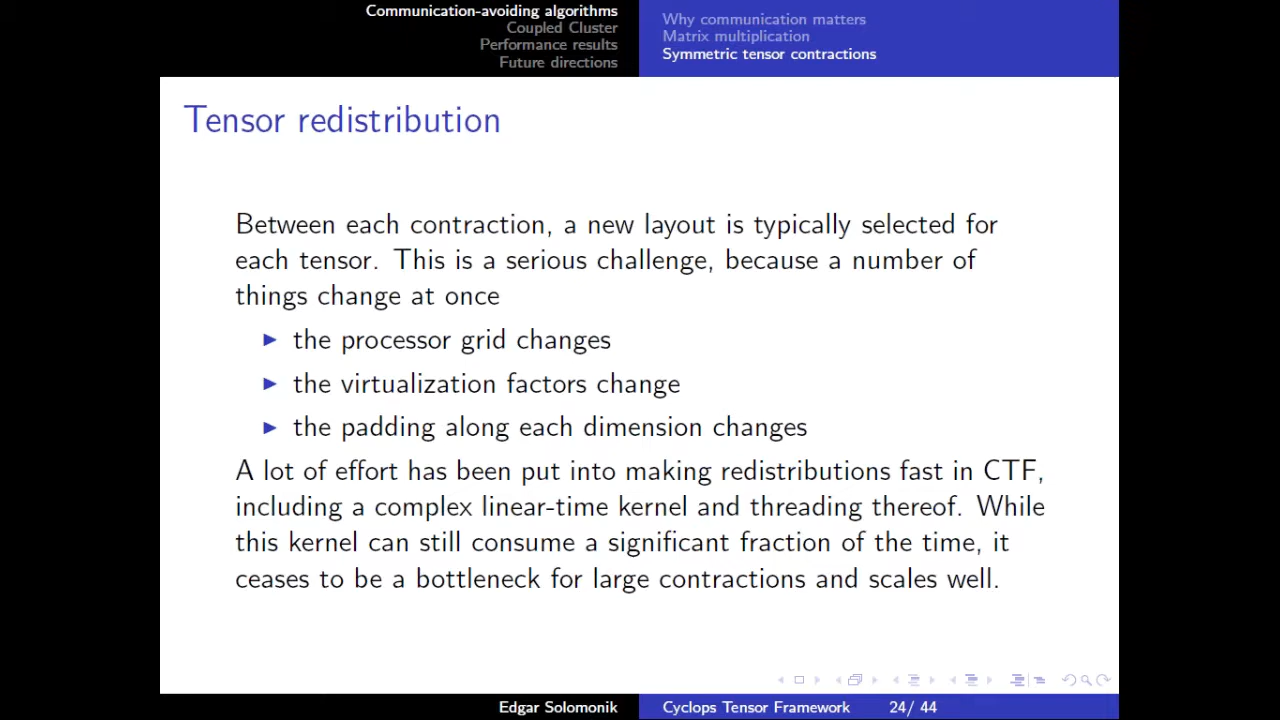 Communication-avoiding algorithms
Coupled Cluster
Performance results
Future directions
Why communication matters
Matrix multiplication
Symmetric tensor contractions
Tensor redistribution
Between each contraction, a new layout is typically selected for
each tensor. This is a serious challenge, because a number of
things change at once
the processor grid changes
the virtualization factors change
the padding along each dimension changes
A lot of effort has been put into making redistributions fast in CTF,
including a complex linear-time kernel and threading thereof. While
this kernel can still consume a significant fraction of the time, it
ceases to be a bottleneck for large contractions and scales well.
Edgar Solomonik
Cyclops Tensor Framework
24/ 44